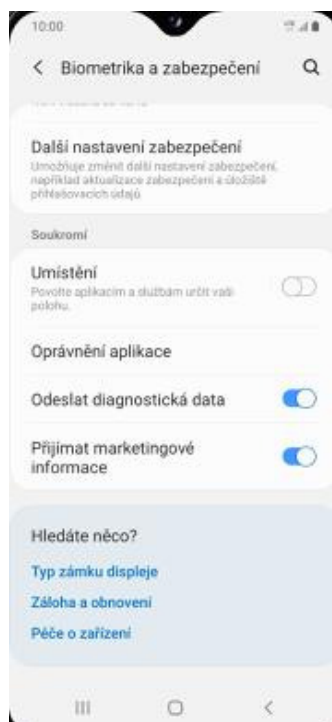 10:00
Biometrika a zabezpečení
Další nastavení zabezpečení
Umožňuje změnit další nastavení zabezpečení,
například aktualizace zabezpečení a úložiště
přihlašovacích údajů.
Soukromí
Umístění
Povolte aplikacím a službám určit vaši
polohu.
Oprávnění aplikace
Odeslat diagnostická data
Přijímat marketingové
informace
Hledáte něco?
Typ zámku displeje
Záloha a obnovení
Péče o zařízení